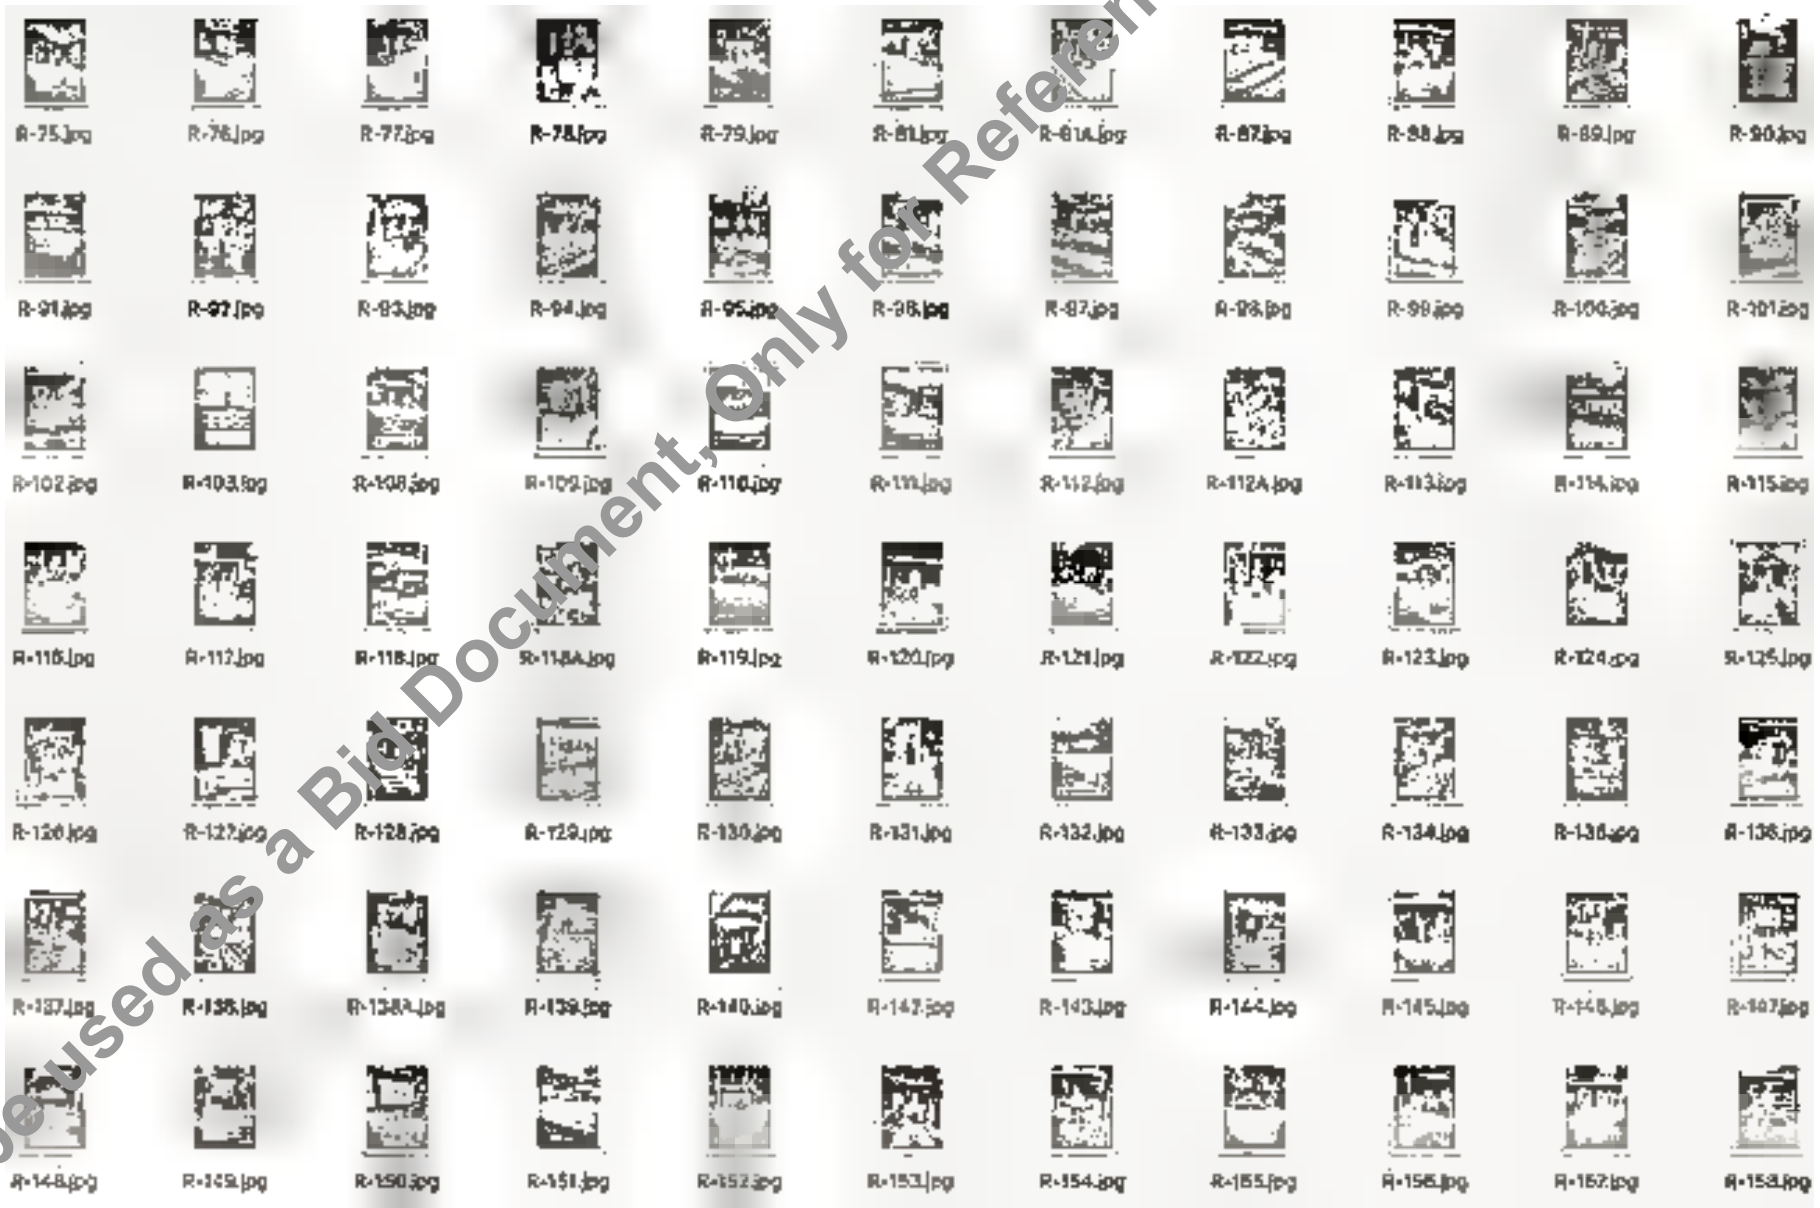 R-75.jpg R-76.jpg R-77.jpg R-78.jpg R-79.jpg R-81.jpg R-81A.jpg R-87.jpg R-88.jpg R-89.jpg R-90.jpg
R-91.jpg R-92.jpg R-93.jpg R-94.jpg R-95.jpg R-96.jpg R-97.jpg R-98.jpg R-99.jpg R-100.jpg R-101.jpg
R-102.jpg R-103.jpg R-108.jpg R-109.jpg R-110.jpg R-111.jpg R-112.jpg R-112A.jpg R-113.jpg R-114.jpg R-115.jpg
R-116.jpg R-117.jpg R-118.jpg R-118A.jpg R-119.jpg R-120.jpg R-121.jpg R-122.jpg R-123.jpg R-124.jpg R-125.jpg
R-126.jpg R-127.jpg R-128.jpg R-129.jpg R-130.jpg R-131.jpg R-132.jpg R-133.jpg R-134.jpg R-136.jpg
R-137.jpg R-138.jpg R-138A.jpg R-139.jpg R-140.jpg R-143.jpg R-144.jpg R-145.jpg R-146.jpg R-147.jpg
R-148.jpg R-149.jpg R-150.jpg R-151.jpg R-152.jpg R-153.jpg R-154.jpg R-155.jpg R-156.jpg R-157.jpg R-158.jpg
be used as a Bid Document, Only for Referen